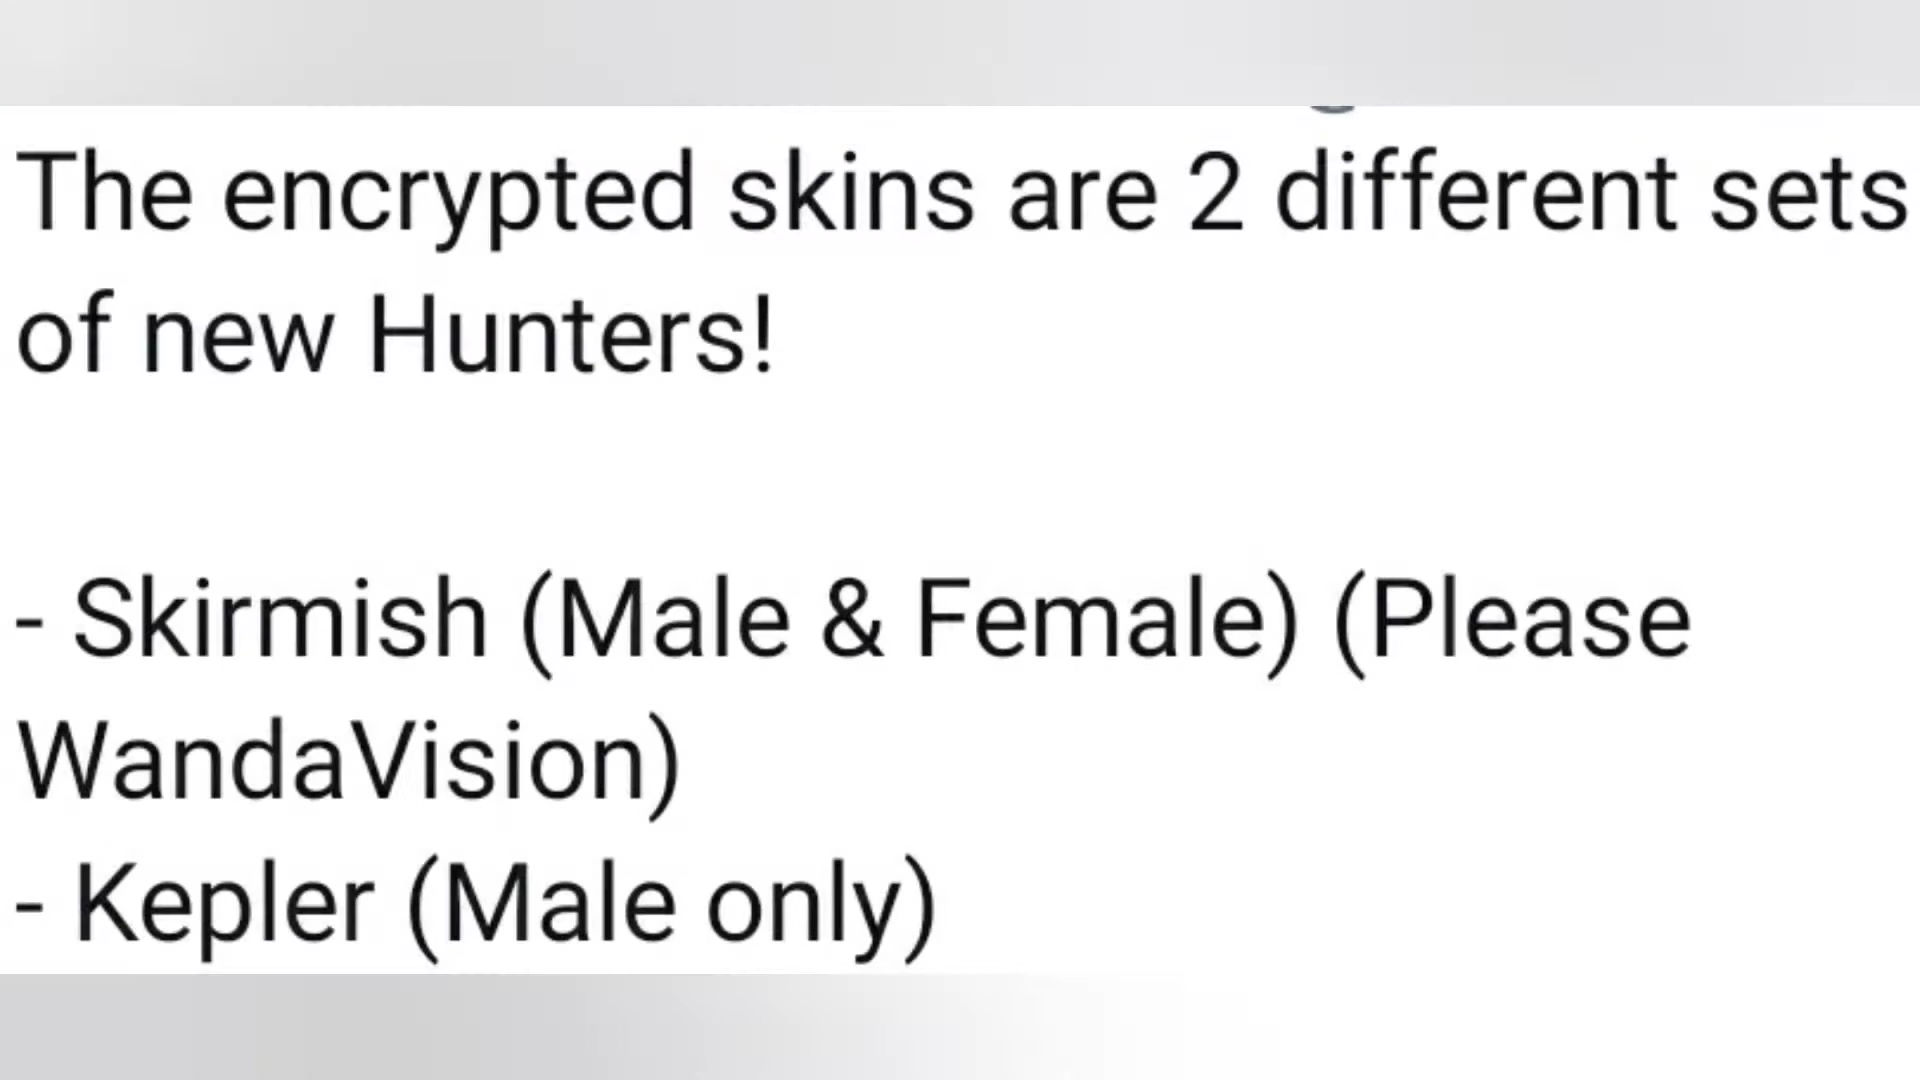 The encrypted skins are 2 different sets
of new Hunters!
- Skirmish (Male & Female) (Please
WandaVision)
- Kepler (Male only)